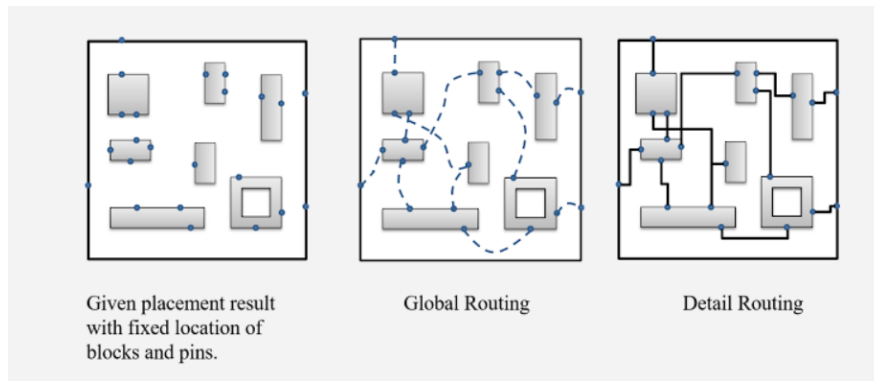 Given placement result
with fixed location of
blocks and pins.
Global Routing
Detail Routing